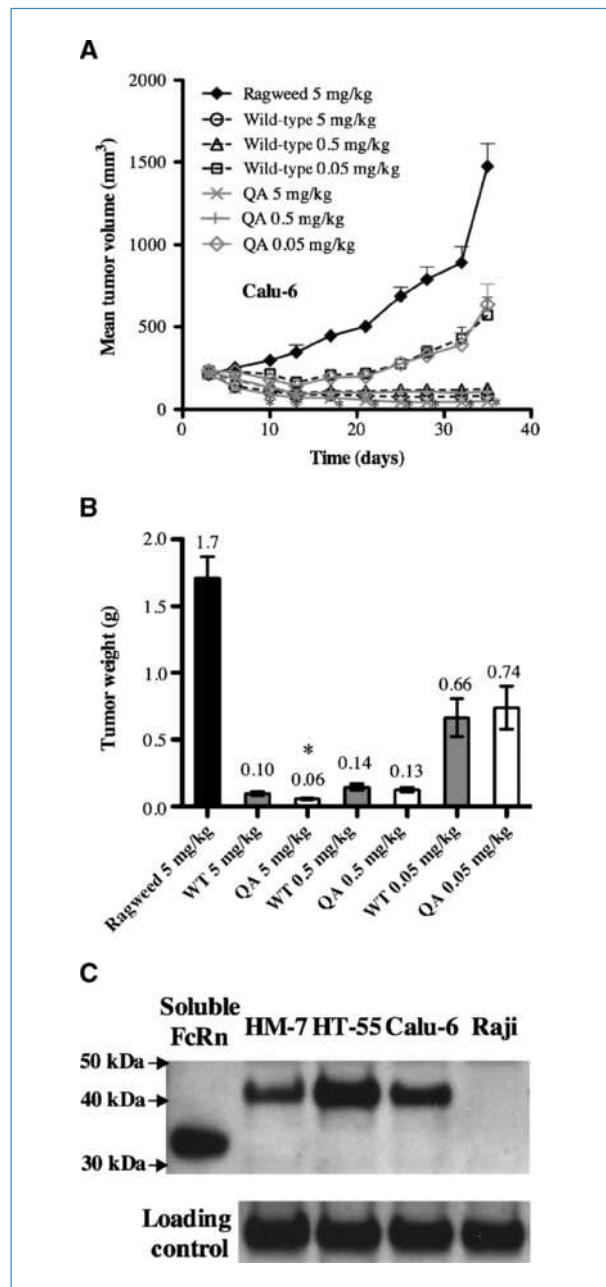 A
2000
1500
1000
500
0
Mean tumor volume (mm³)
Ragweed 5 mg/kg
Wild-type 5 mg/kg
Wild-type 0.5 mg/kg
Wild-type 0.05 mg/kg
QA 5 mg/kg
QA 0.5 mg/kg
QA 0.05 mg/kg
Calu-6
0 10 20 30 40
Time (days)
B
2.0
1.5
1.0
0.5
0.0
Tumor weight (g)
1.7
0.10
*
0.06
0.14
0.13
0.66
0.74
Ragweed 5 mg/kg
WT 5 mg/kg
QA 5 mg/kg
WT 0.5 mg/kg
QA 0.5 mg/kg
WT 0.05 mg/kg
QA 0.05 mg/kg
C
Soluble
FcRn HM-7 HT-55 Calu-6 Raji
50 kDa
40 kDa
30 kDa
Loading
control